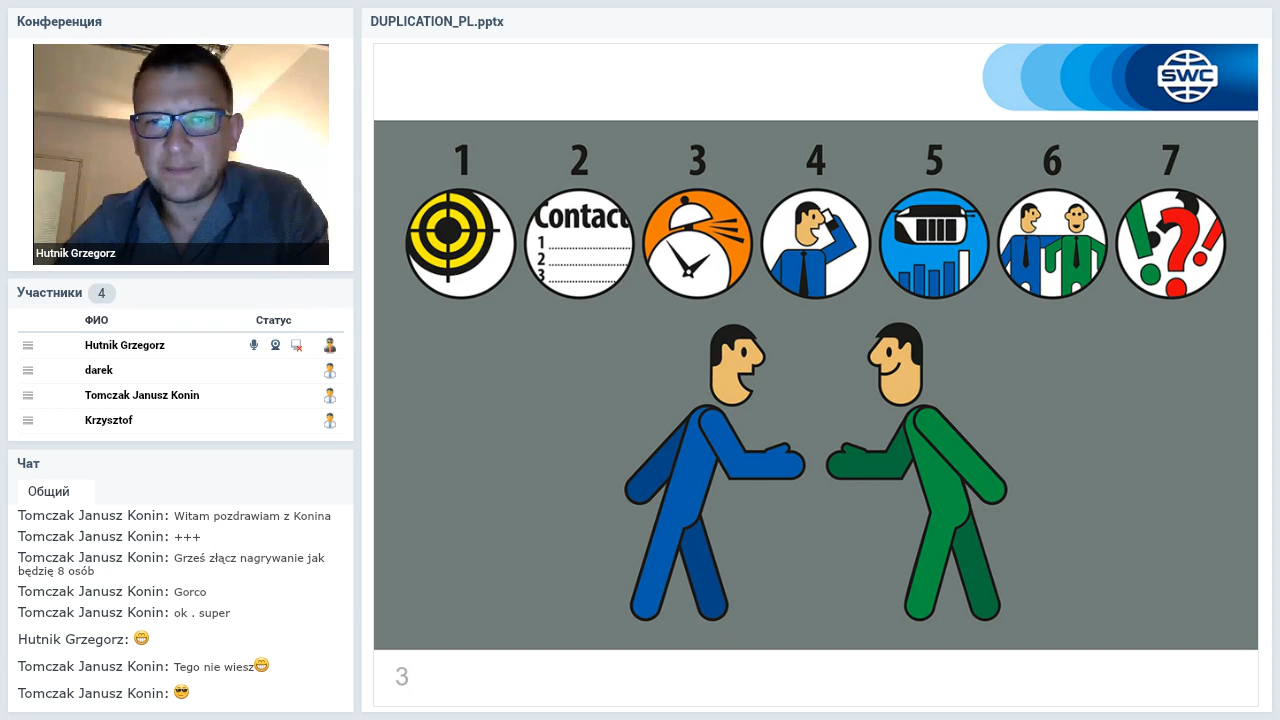 Конференция
Hutnik Grzegorz
Участники 4
ФИО Статус
Hutnik Grzegorz
darek
Tomczak Janusz Konin
Krzysztof
Чат
Общий
Tomczak Janusz Konin: Witam pozdrawiam z Konina
Tomczak Janusz Konin: +++
Tomczak Janusz Konin: Grześ złącz nagrywanie jak
będzię 8 osób
Tomczak Janusz Konin: Gorco
Tomczak Janusz Konin: ok . super
Hutnik Grzegorz:
Tomczak Janusz Konin: Tego nie wiesz
Tomczak Janusz Konin:
DUPLICATION_PL.pptx
SWC
1 2 3 4 5 6 7
Contact
1
2
3
3